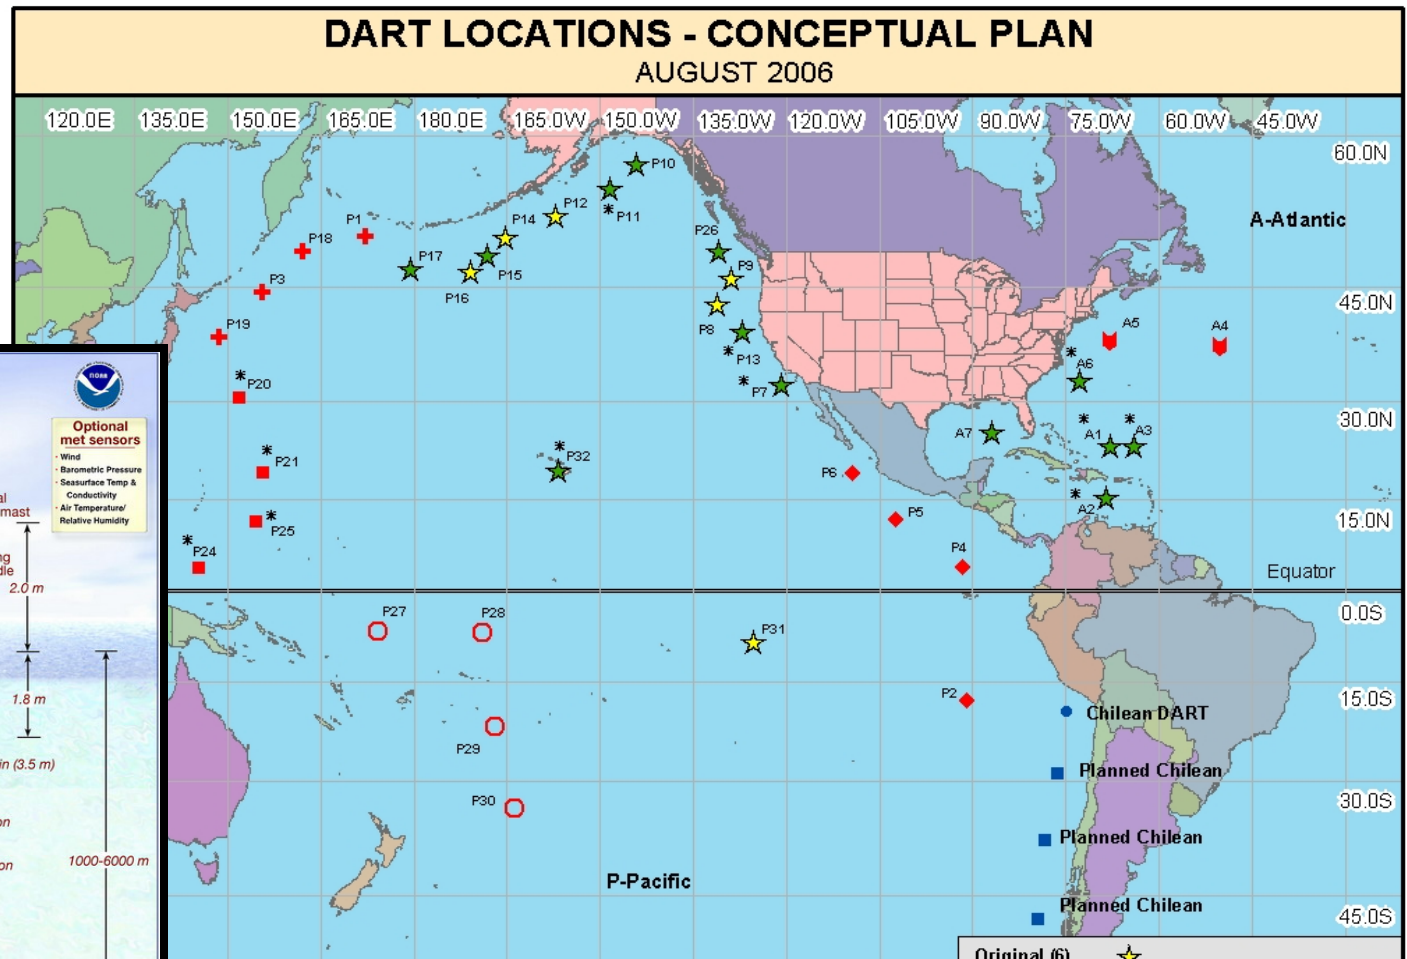 DART LOCATIONS - CONCEPTUAL PLAN
AUGUST 2006
120.0E 135.0E 150.0E 165.0E 180.0E 165.0W 150.0W 135.0W 120.0W 105.0W 90.0W 75.0W 60.0W 45.0W
60.0N
P10
P12
P11
A-Atlantic
P1
P14
P18
P26
P17
P15
P9
P3
P16
45.0N
P19
P8
A5
A4
P13
A6
P20
P7
30.0N
A7
A1
A3
P32
P21
P6
A2
P5
P25
15.0N
P24
P4
Equator
P27
P28
0.0S
P31
P2
15.0S
Chilean DART
P29
Planned Chilean
P30
30.0S
Planned Chilean
P-Pacific
Planned Chilean
45.0S
Original (6)
noaa
Optional
met sensors
· Wind
· Barometric Pressure
· Seasurface Temp &
Conductivity
· Air Temperature/
Relative Humidity
mast
2.0 m
1.8 m
(3.5 m)
1000-6000 m